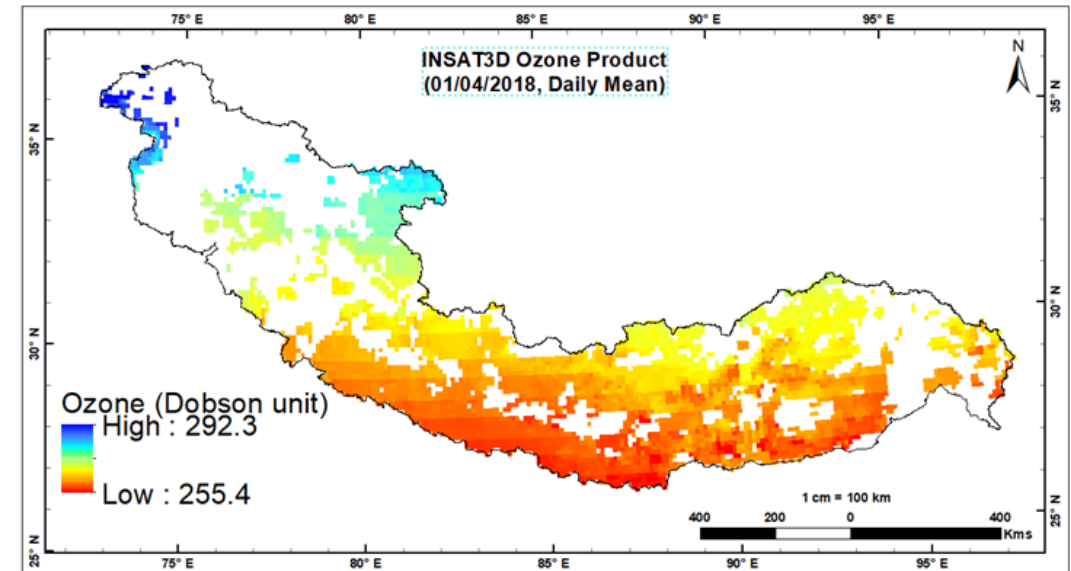 75° E 80° E 85° E 90° E 95° E
INSAT3D Ozone Product
(01/04/2018, Daily Mean)
N
35° N
35° N
30° N
30° N
Ozone (Dobson unit)
High : 292.3
Low : 255.4
1 cm = 100 km
400 200 0 400
Kms
25° N
25° N
75° E 80° E 85° E 90° E 95° E